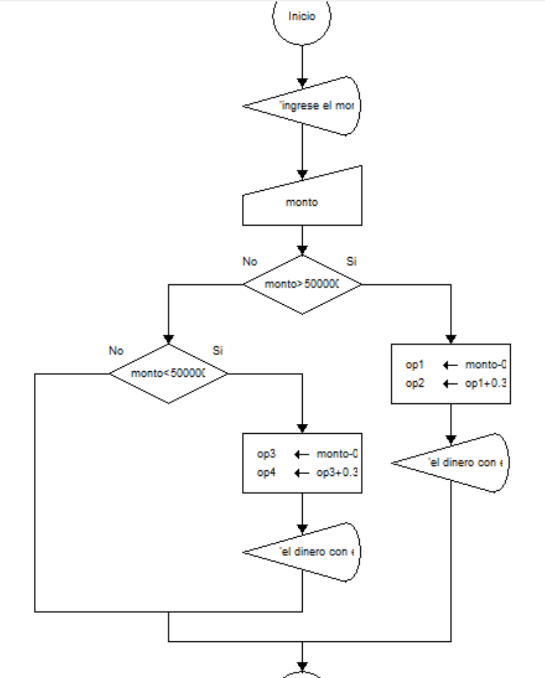 Inicio
'ingrese el mor
monto
No
Si
monto>50000
No
Si
monto<50000
op1 ← monto-0
op2 ← op1+0.3
op3 ← monto-0
op4 ← op3+0.3
'el dinero con
'el dinero con